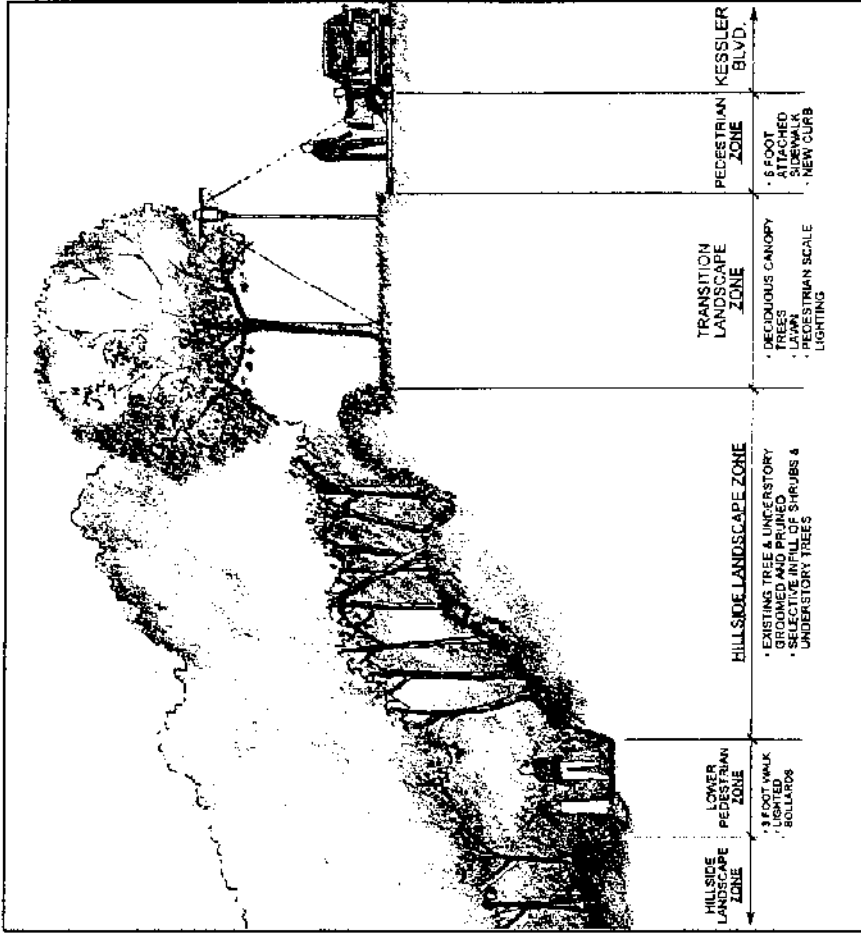 HILLSIDE
LANDSCAPE
ZONE
LOWER
PEDESTRIAN
ZONE
• 3 FOOT WALK
• LIGHTED
BOLLARDS
HILLSIDE LANDSCAPE ZONE
• EXISTING TREE & UNDERSTORY
GROOMED AND PRUNED
• SELECTIVE INFILL OF SHRUBS &
UNDERSTORY TREES
TRANSITION
LANDSCAPE
ZONE
• DECIDUOUS CANOPY
TREES
• LAWN
• PEDESTRIAN SCALE
LIGHTING
PEDESTRIAN
ZONE
• 6 FOOT
ATTACHED
SIDEWALK
• NEW CURB
KESSLER
BLVD.